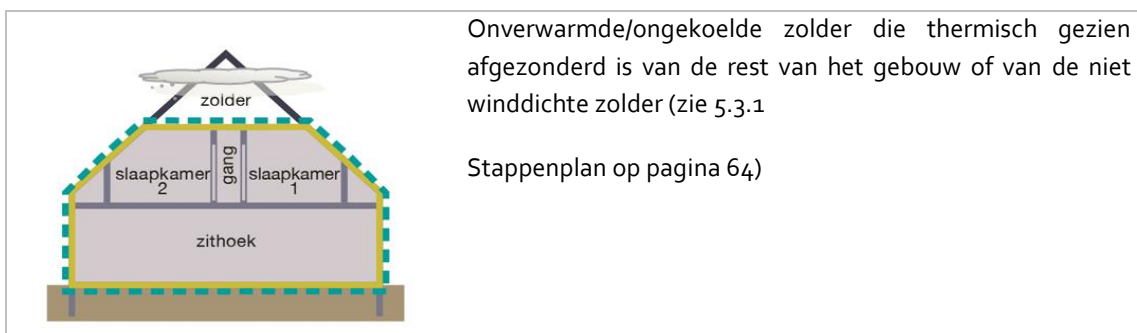 zolder
slaapkamer
2
gang
slaapkamer
1
zithoek
Onverwarmde/ongekoelde zolder die thermisch gezien
afgezonderd is van de rest van het gebouw of van de niet
winddichte zolder (zie 5.3.1
Stappenplan op pagina 64)